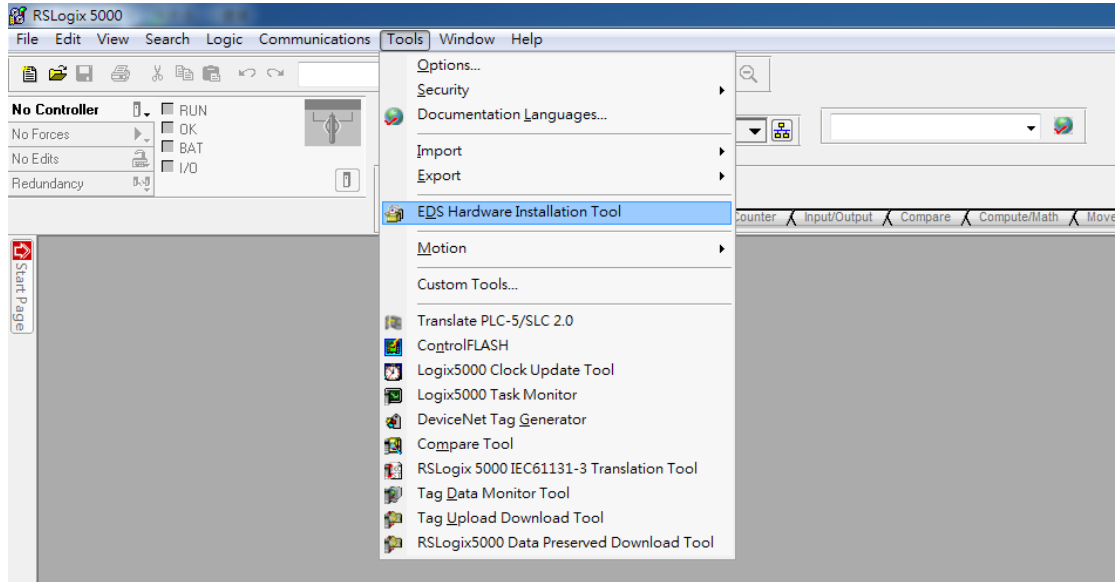 RSLogix 5000
File Edit View Search Logic Communications Tools Window Help
No Controller
RUN
No Forces
OK
No Edits
BAT
Redundancy
I/O
Options...
Security
Documentation Languages...
Import
Export
EDS Hardware Installation Tool
Motion
Custom Tools...
Translate PLC-5/SLC 2.0
ControlFLASH
Logix5000 Clock Update Tool
Logix5000 Task Monitor
DeviceNet Tag Generator
Compare Tool
RSLogix 5000 IEC61131-3 Translation Tool
Tag Data Monitor Tool
Tag Upload Download Tool
RSLogix5000 Data Preserved Download Tool
Counter Input/Output Compare Compute/Math Move
Start Page